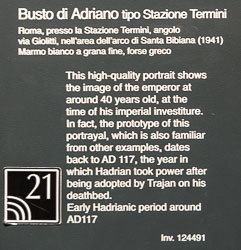 Busto di Adriano tipo Stazione Termini
Roma, presso la Stazione Termini, angolo
via Giolitti, nell'area dell'arco di Santa Bibiana (1941)
Marmo bianco a grana fine, forse greco
This high-quality portrait shows
the image of the emperor at
around 40 years old, at the
time of his imperial investiture.
In fact, the prototype of this
portrayal, which is also familiar
from other examples, dates
back to AD 117, the year in
which Hadrian took power after
being adopted by Trajan on his
deathbed.
Early Hadrianic period around
AD117
21
Inv. 124491